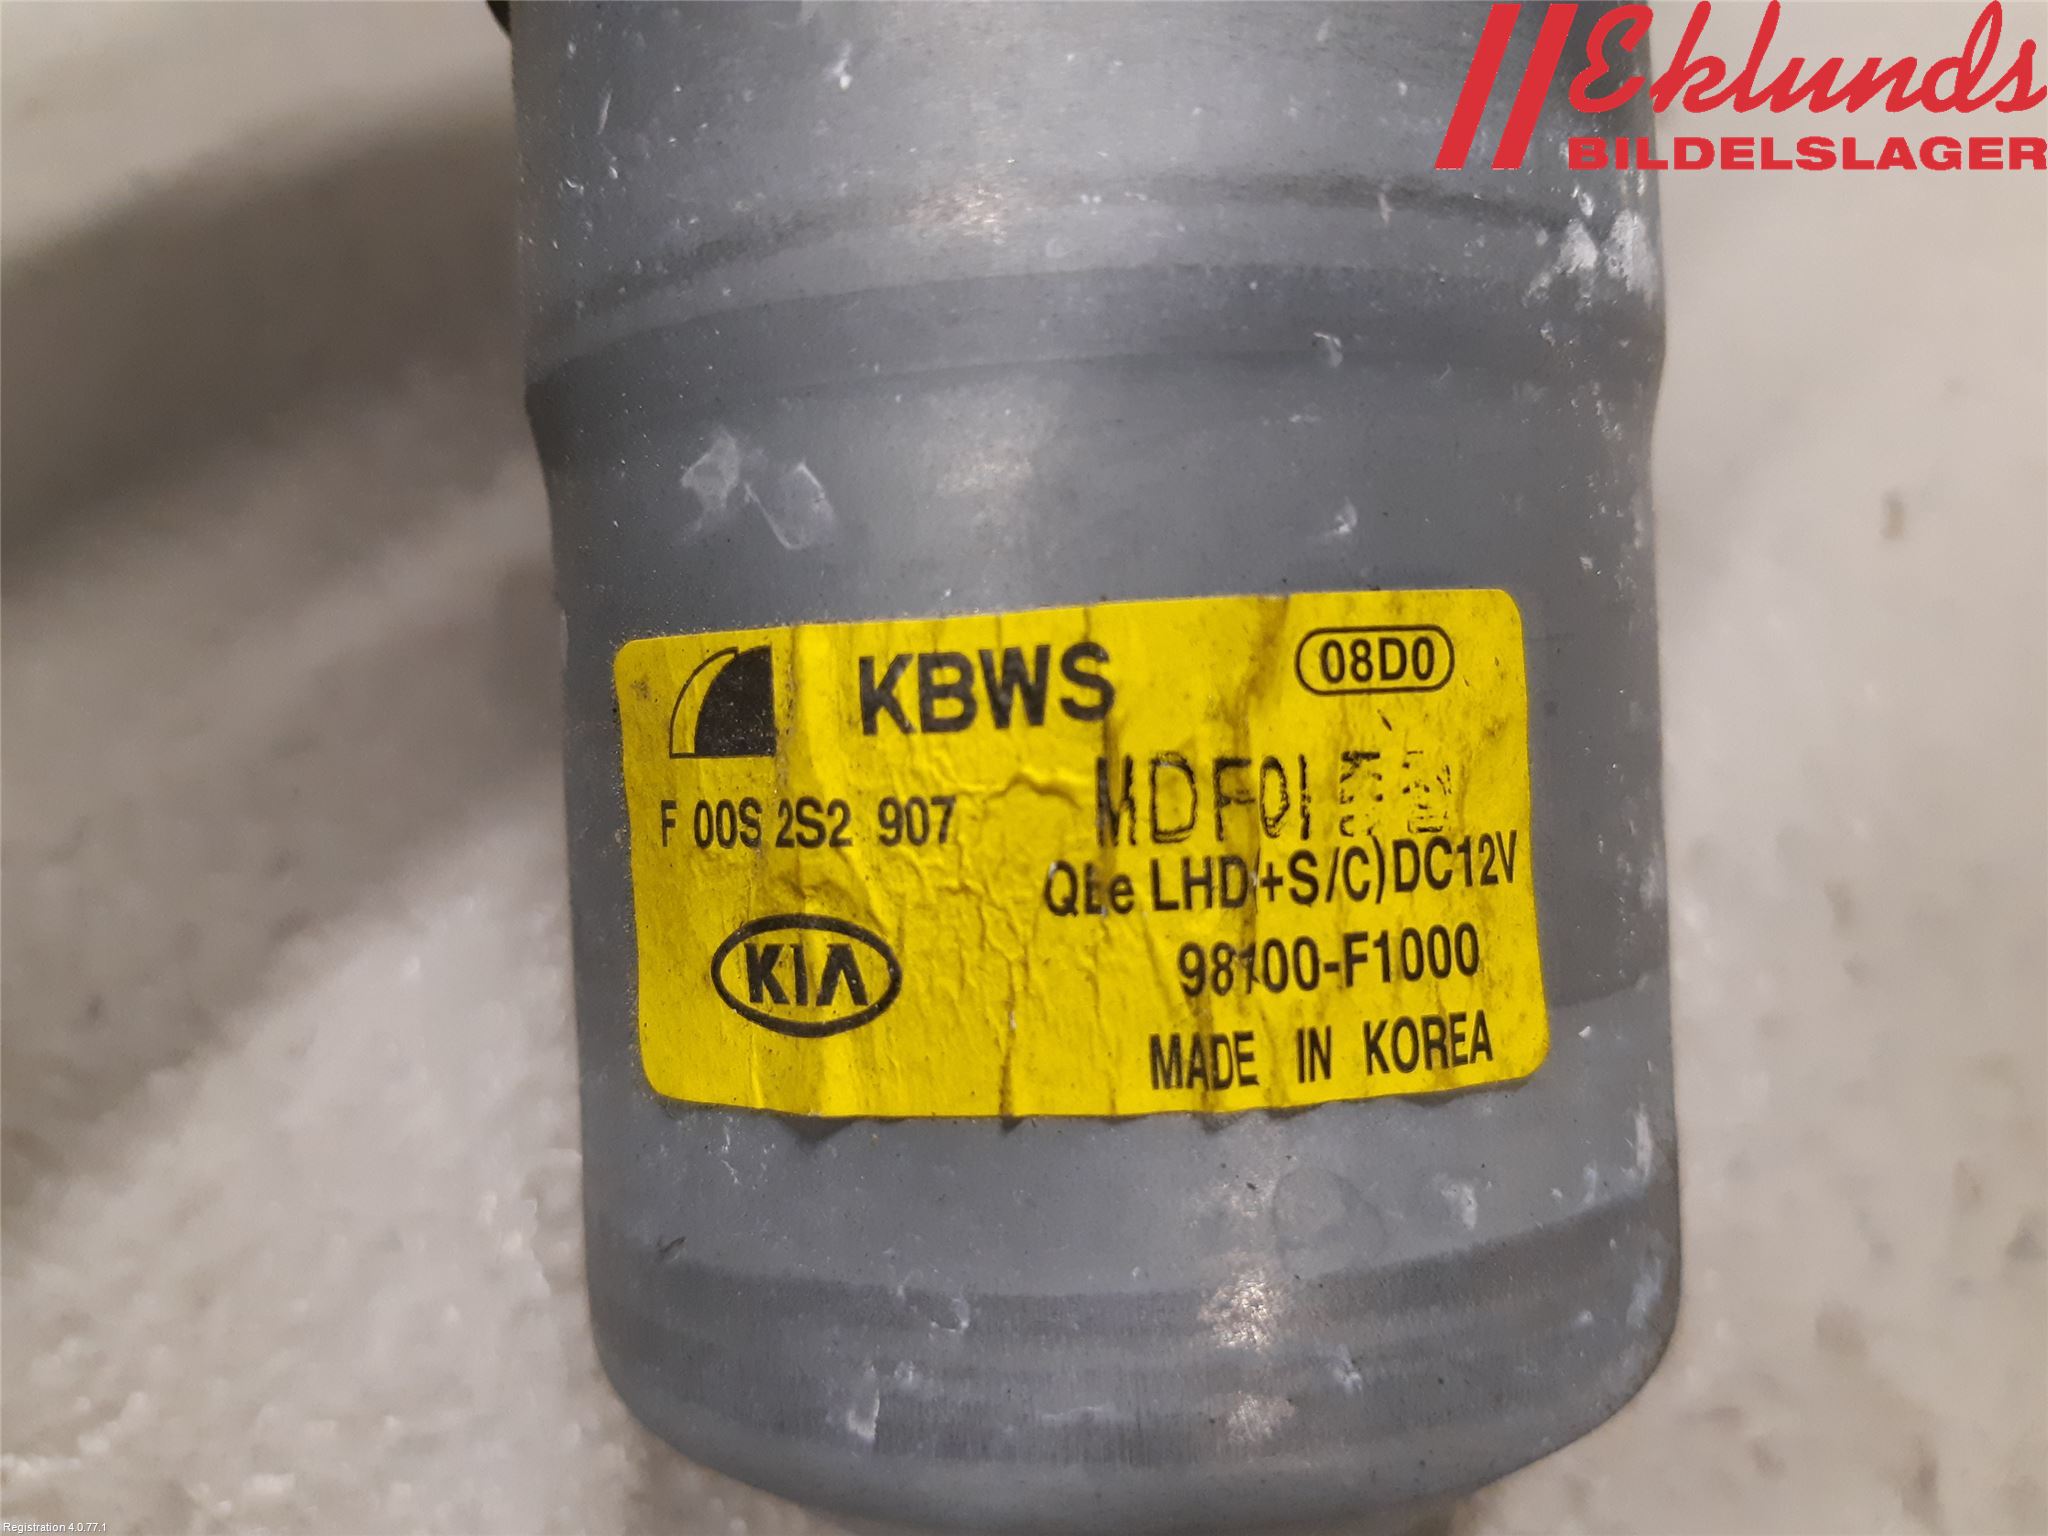 Eklunds
BILDELSLAGER
KBWS
08D0
MDF01
F 00S 2S2 907
QLe LHD(+S/C)DC12V
KIA
98100-F1000
MADE IN KOREA
Registration 4.0.77.1